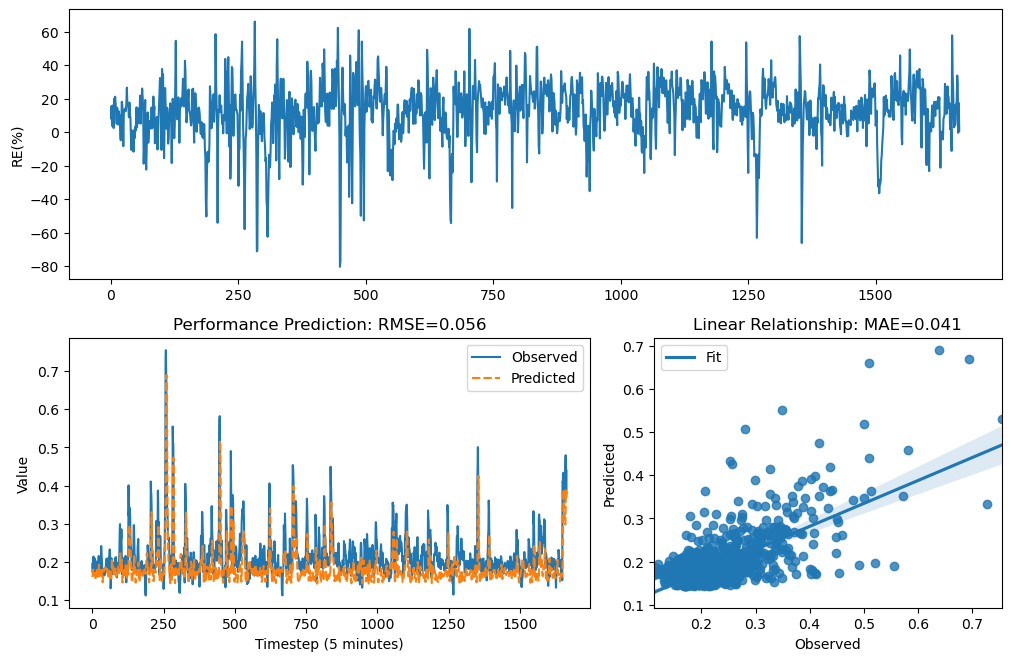 RE(%)
60
40
20
0
−20
−40
−60
−80
0 250 500 750 1000 1250 1500
Performance Prediction: RMSE=0.056
Value
0.7
0.6
0.5
0.4
0.3
0.2
0.1
Observed
Predicted
0 250 500 750 1000 1250 1500
Timestep (5 minutes)
Linear Relationship: MAE=0.041
Predicted
0.7
0.6
0.5
0.4
0.3
0.2
0.1
Fit
0.2 0.3 0.4 0.5 0.6 0.7
Observed